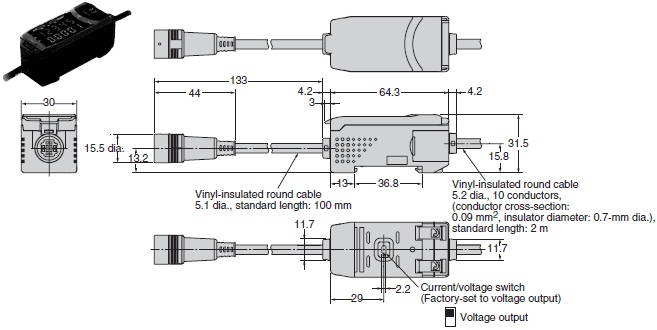 133
44
4.2
64.3
4.2
3
30
15.5 dia.
13.2
31.5
15.8
13
36.8
Vinyl-insulated round cable
5.1 dia., standard length: 100 mm
Vinyl-insulated round cable
5.2 dia., 10 conductors,
(conductor cross-section:
0.09 mm², insulator diameter: 0.7-mm dia.),
standard length: 2 m
11.7
11.7
2.2
29
Current/voltage switch
(Factory-set to voltage output)
Voltage output